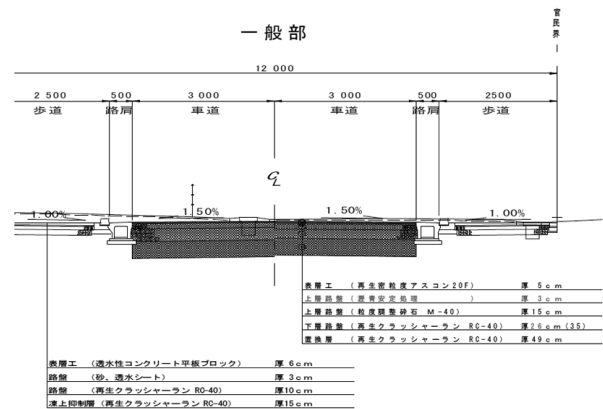 一般部
官民界
12 000
2 500 500 3 000 3 000 500 2500
歩道 路肩 車道 車道 路肩 歩道
℄
1.00% 1.50% 1.50% 1.00%
表層工 (再生密粒度アスコン20F) 厚 5cm
上層路盤 (瀝青安定処理 ) 厚 3cm
上層路盤 (粒度調整砕石 M-40) 厚15cm
下層路盤 (再生クラッシャーラン RC-40) 厚26cm(35)
置換層 (再生クラッシャーラン RC-40) 厚49cm
表層工 (透水性コンクリート平板ブロック) 厚 6cm
路盤 (砂、透水シート) 厚 3cm
路盤 (再生クラッシャーラン RC-40) 厚10cm
凍上抑制層 (再生クラッシャーラン RC-40) 厚15cm